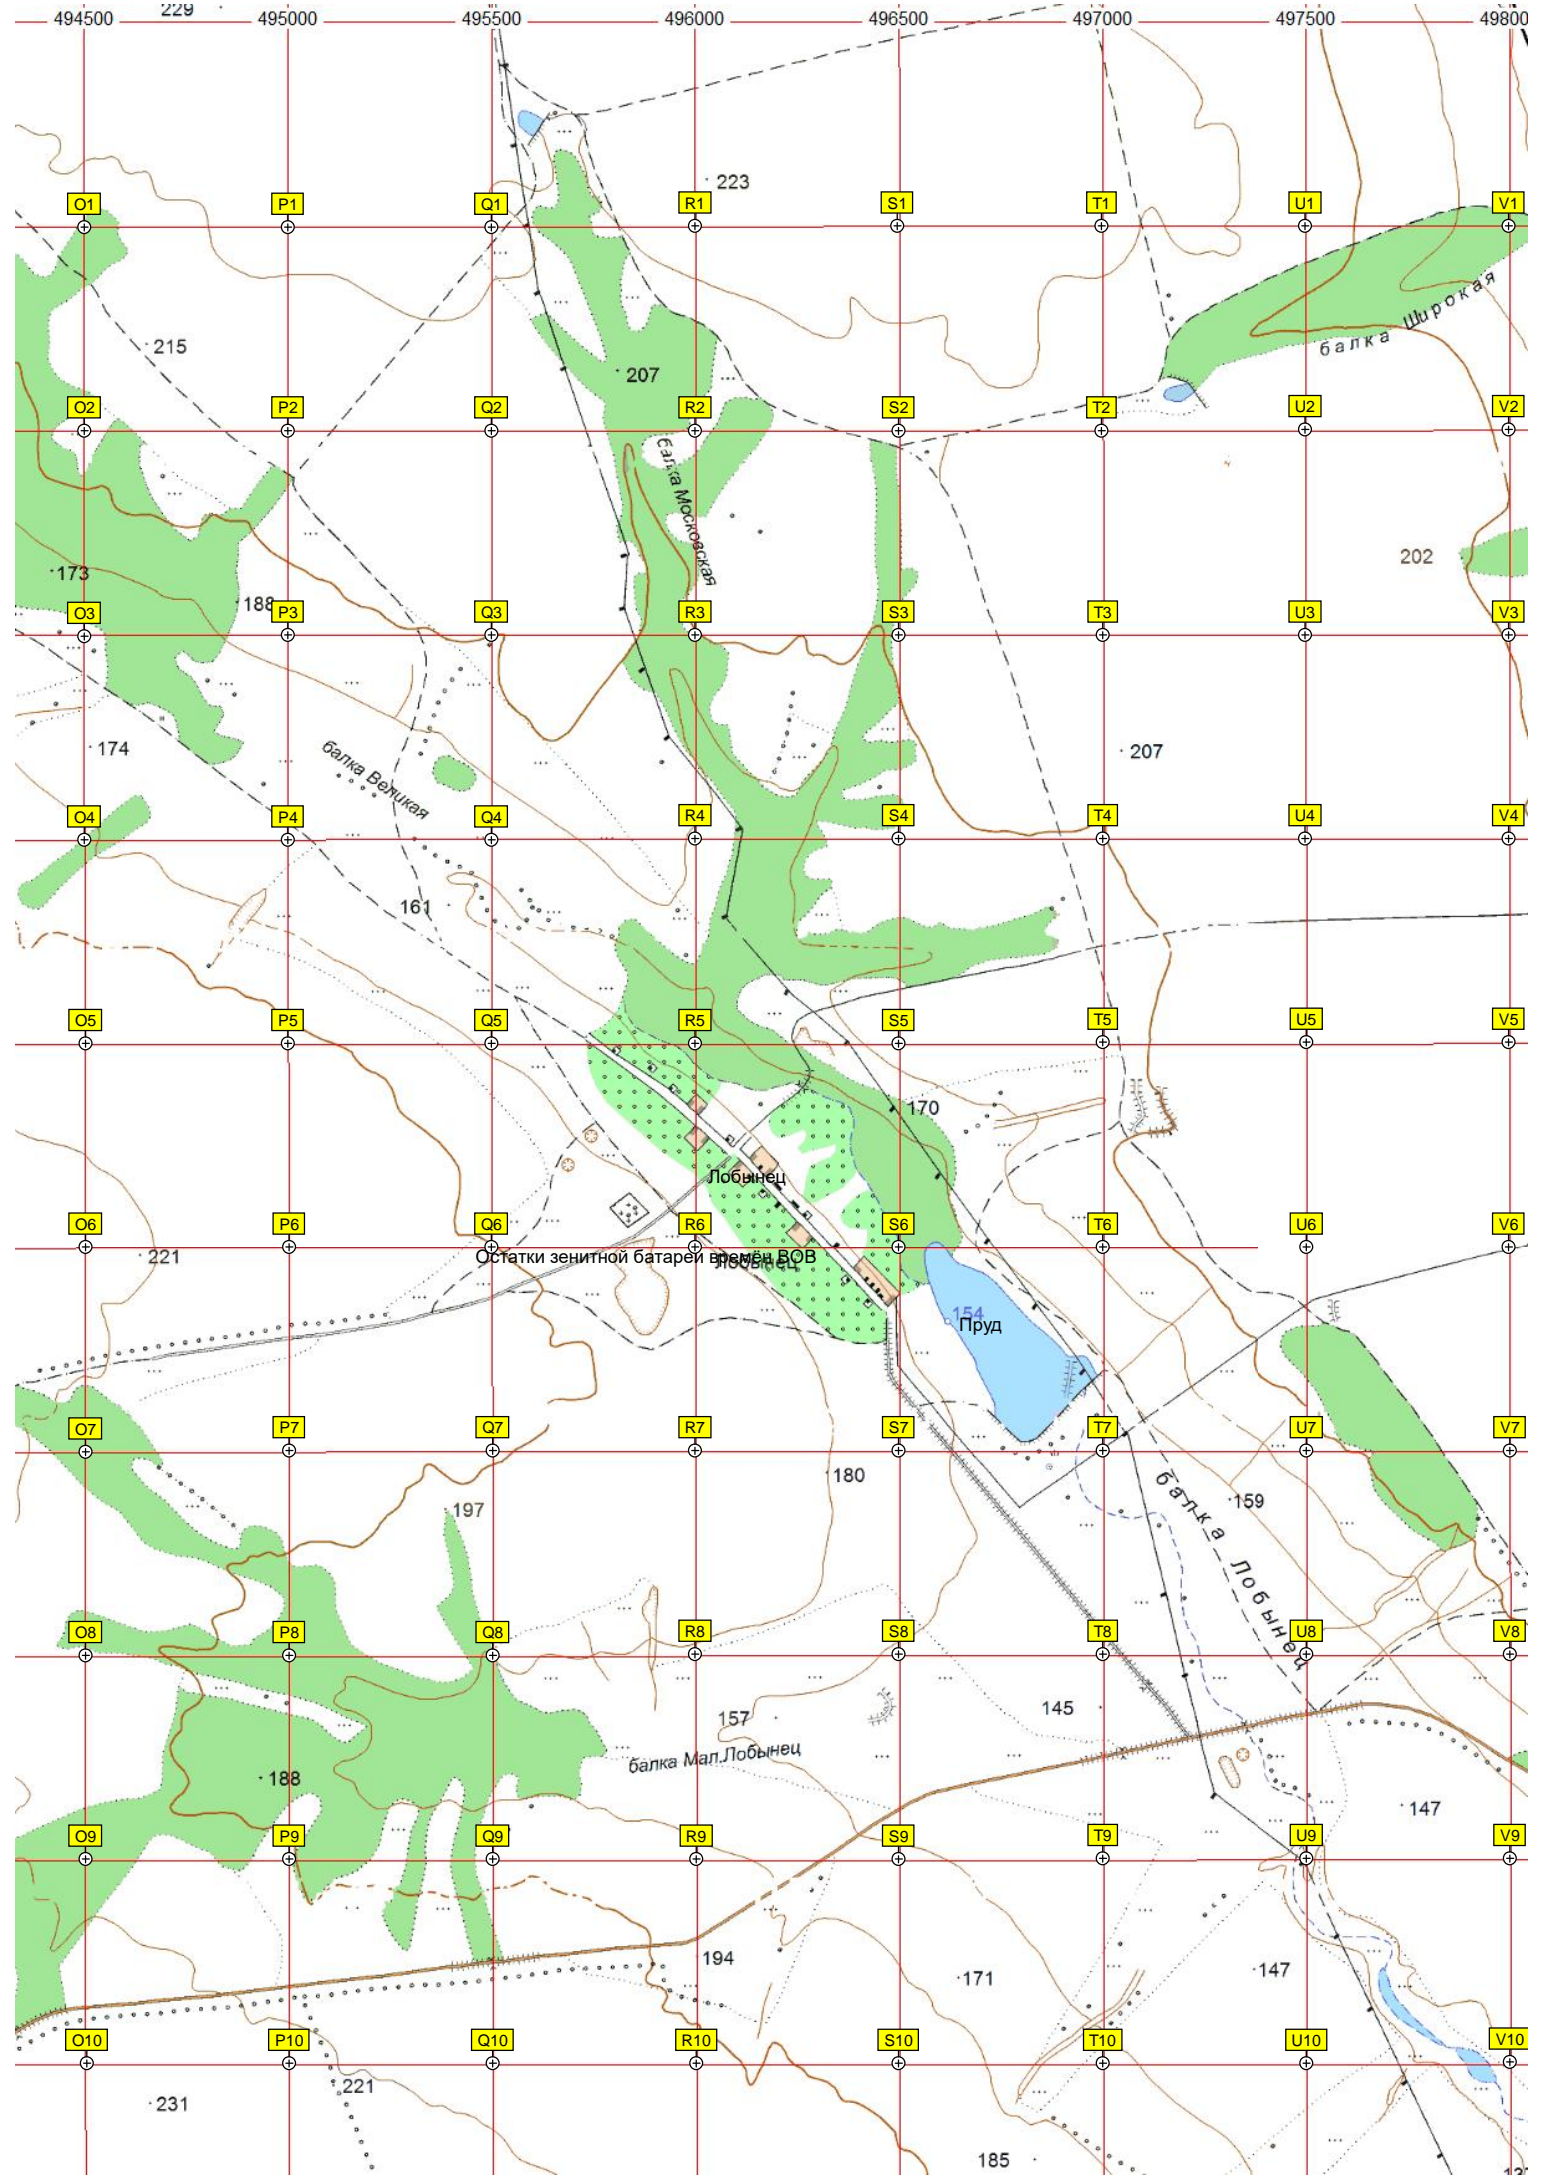 229
494500 495000 495500 496000 496500 497000 497500 49800
223
O1 P1 Q1 R1 S1 T1 U1 V1
балка Широкая
215
207
O2 P2 Q2 R2 S2 T2 U2 V2
балка Московская
202
173
188
O3 P3 Q3 R3 S3 T3 U3 V3
174
207
балка Великая
O4 P4 Q4 R4 S4 T4 U4 V4
161
O5 P5 Q5 R5 S5 T5 U5 V5
170
Лобынец
O6 P6 Q6 R6 S6 T6 U6 V6
221
Остатки зенитной батареи времён ВОВ
Лобынец
154
Пруд
O7 P7 Q7 R7 S7 T7 U7 V7
180
197
159
балка Лобынец
O8 P8 Q8 R8 S8 T8 U8 V8
157
145
балка Мал.Лобынец
188
147
O9 P9 Q9 R9 S9 T9 U9 V9
194
171
147
O10 P10 Q10 R10 S10 T10 U10 V10
221
231
185